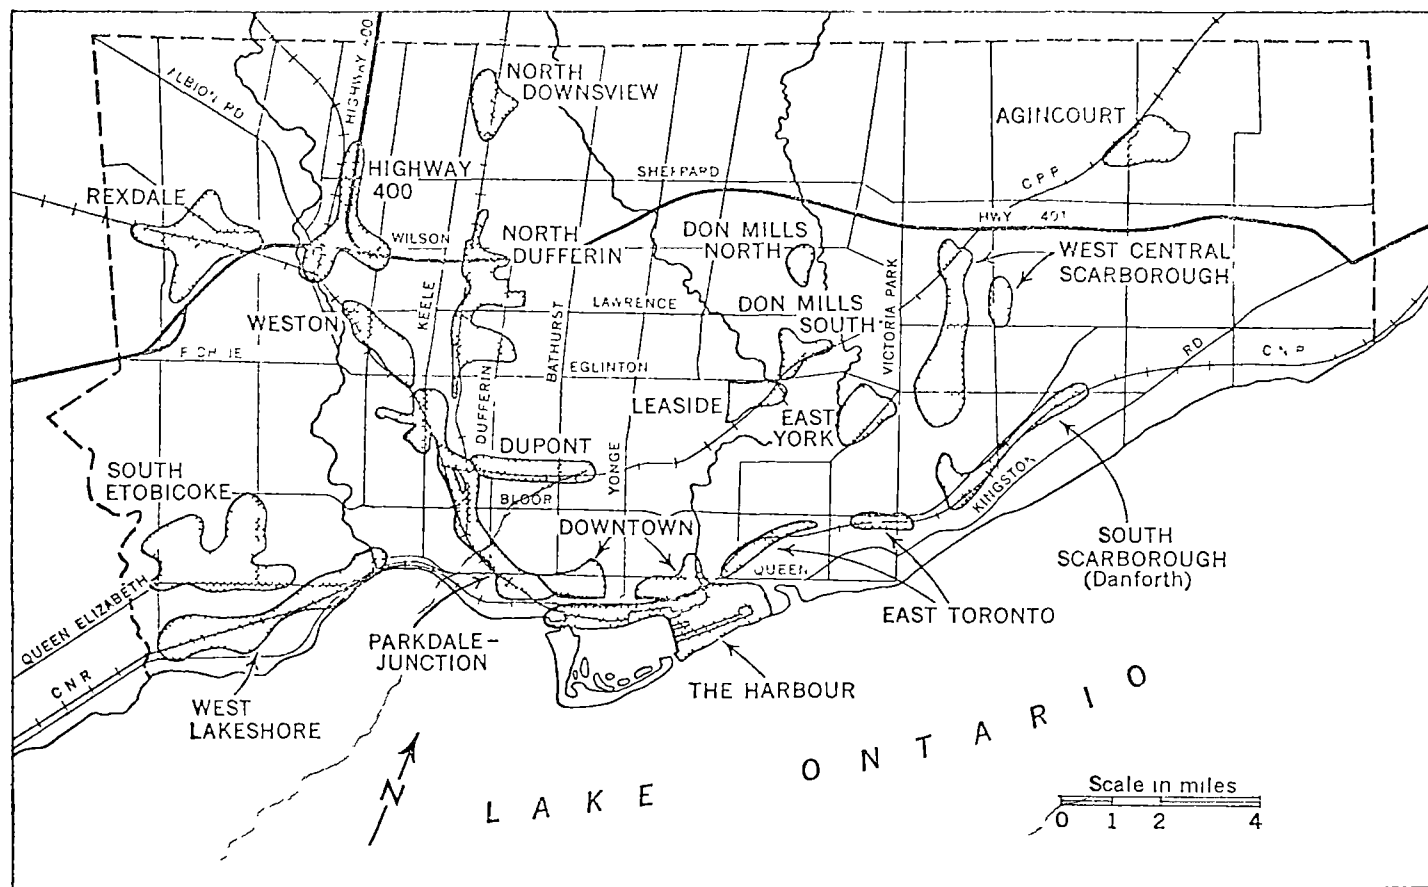 NORTH
DOWNSVIEW
ALBION RD
HIGHWAY 400
AGINCOURT
HIGHWAY
400
SHEPPARD
C P R
REXDALE
HWY 401
WILSON
NORTH
DUFFERIN
DON MILLS
NORTH
WEST CENTRAL
SCARBOROUGH
VICTORIA PARK
LAWRENCE
DON MILLS
SOUTH
WESTON
KEELE
BATHURST
EGLINTON
RD
C N R
LEASIDE
EAST
YORK
DUFFERIN
DUPONT
YONGE
BLOOR
KINGSTON
SOUTH
ETOBICOKE
DOWNTOWN
QUEEN
SOUTH
SCARBOROUGH
(Danforth)
EAST TORONTO
QUEEN ELIZABETH
C N R
PARKDALE-
JUNCTION
THE HARBOUR
WEST
LAKESHORE
N
LAKE ONTARIO
Scale in miles
0 1 2 4